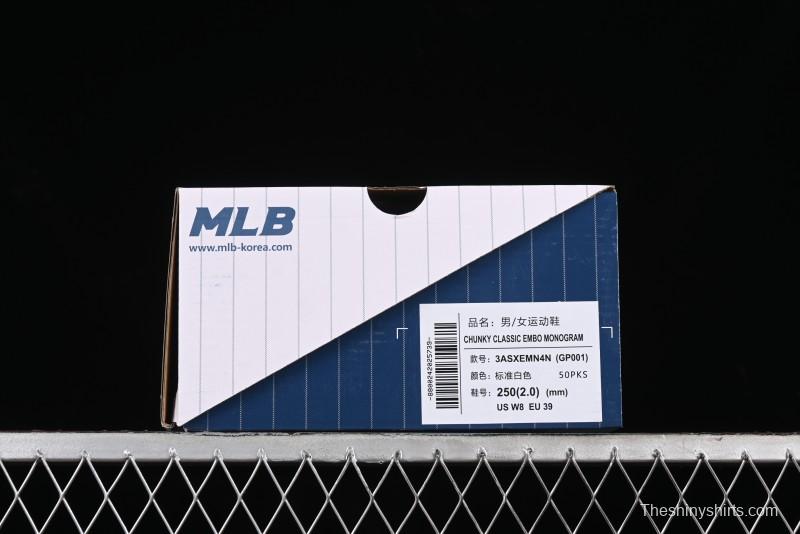 MLB
www.mlb-korea.com
品名：男/女运动鞋
CHUNKY CLASSIC EMBO MONOGRAM
款号：3ASXEMN4N (GP001)
颜色：标准白色 50PKS
鞋号：250(2.0) (mm)
US W8 EU 39
-8800242025739-
Theshinyshirts.com